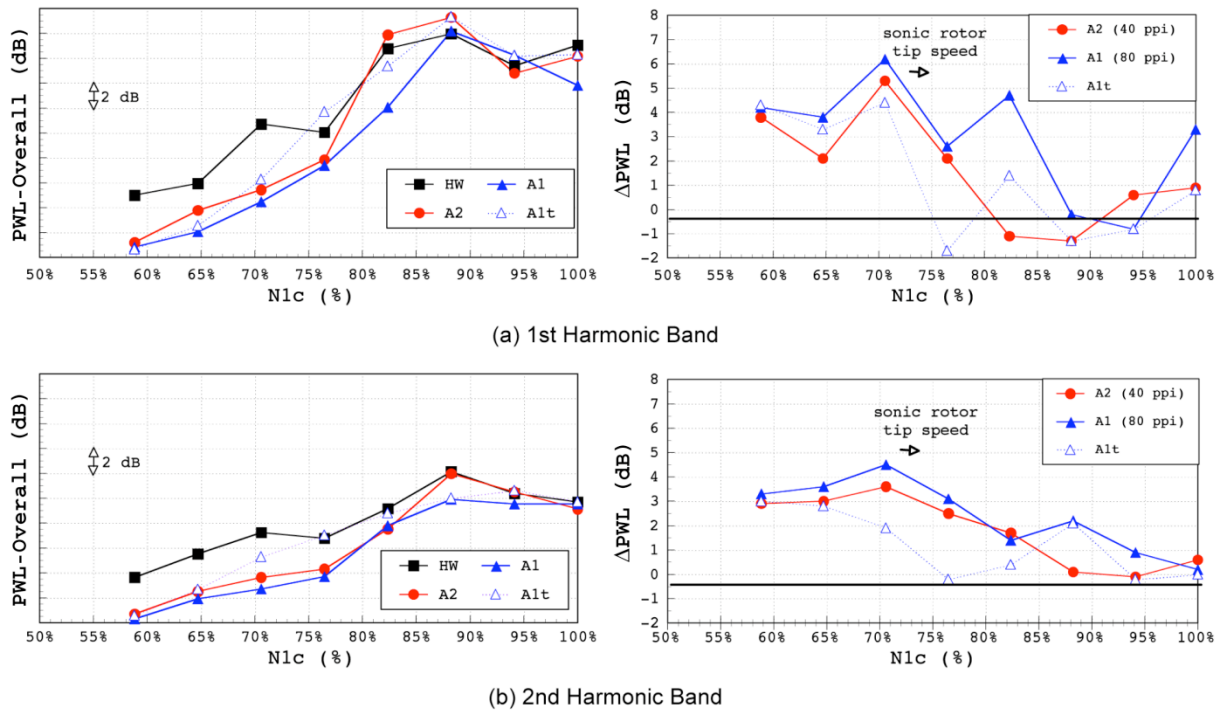 PWL-Overall (dB)
2 dB
HW
A1
A2
A1t
50% 55% 60% 65% 70% 75% 80% 85% 90% 95% 100%
N1c (%)
ΔPWL (dB)
8
7
6
5
4
3
2
1
0
-1
-2
sonic rotor
tip speed
A2 (40 ppi)
A1 (80 ppi)
A1t
50% 55% 60% 65% 70% 75% 80% 85% 90% 95% 100%
N1c (%)
(a) 1st Harmonic Band
PWL-Overall (dB)
2 dB
HW
A1
A2
A1t
50% 55% 60% 65% 70% 75% 80% 85% 90% 95% 100%
N1c (%)
ΔPWL (dB)
8
7
6
5
4
3
2
1
0
-1
-2
sonic rotor
tip speed
A2 (40 ppi)
A1 (80 ppi)
A1t
50% 55% 60% 65% 70% 75% 80% 85% 90% 95% 100%
N1c (%)
(b) 2nd Harmonic Band